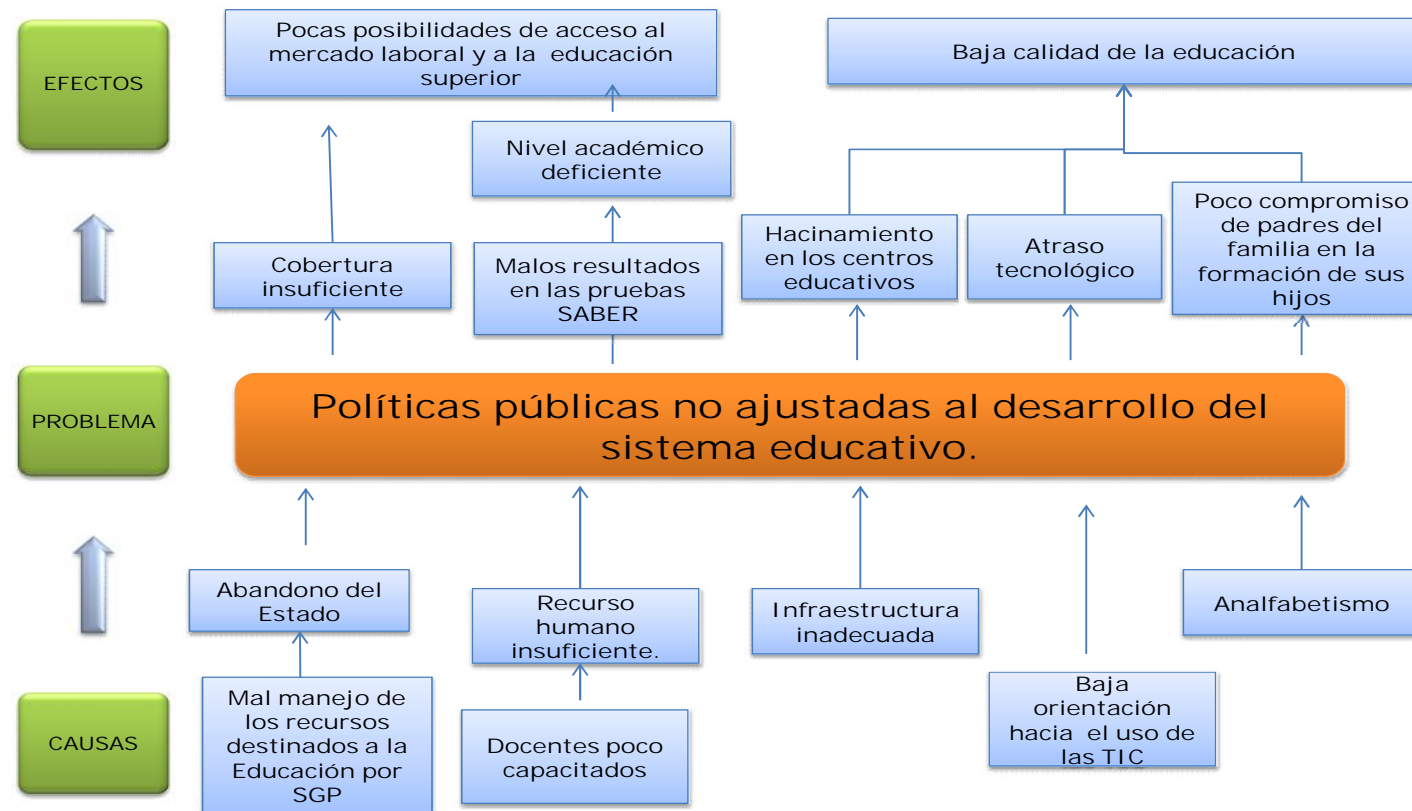 EFECTOS
Pocas posibilidades de acceso al
mercado laboral y a la educación
superior
Baja calidad de la educación
Nivel académico
deficiente
Cobertura
insuficiente
Malos resultados
en las pruebas
SABER
Hacinamiento
en los centros
educativos
Atraso
tecnológico
Poco compromiso
de padres del
familia en la
formación de sus
hijos
PROBLEMA
Políticas públicas no ajustadas al desarrollo del
sistema educativo.
Abandono del
Estado
Recurso
humano
insuficiente.
Infraestructura
inadecuada
Analfabetismo
CAUSAS
Mal manejo de
los recursos
destinados a la
Educación por
SGP
Docentes poco
capacitados
Baja
orientación
hacia el uso de
las TIC